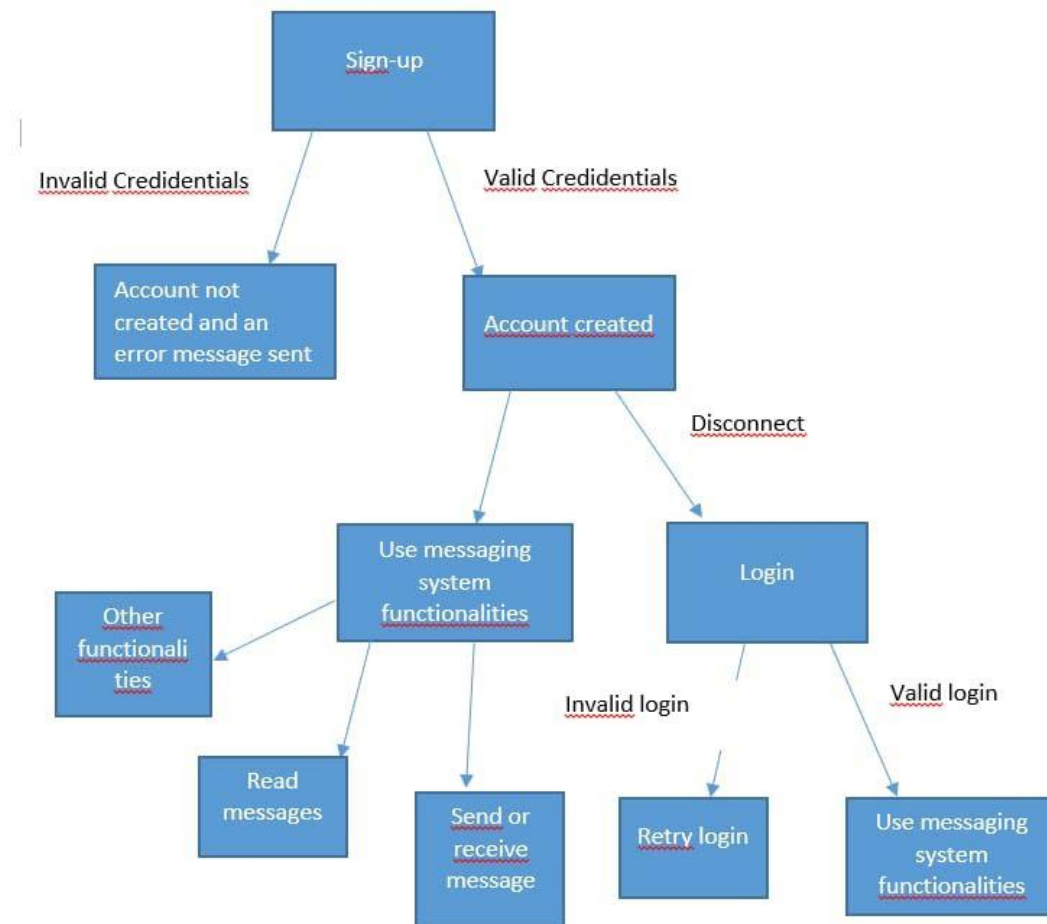 Sign-up
Invalid Credidentials
Valid Credidentials
Account not
created and an
error message sent
Account created
Disconnect
Use messaging
system
functionalities
Login
Other
functionali
ties
Invalid login
Valid login
Read
messages
Send or
receive
message
Retry login
Use messaging
system
functionalities